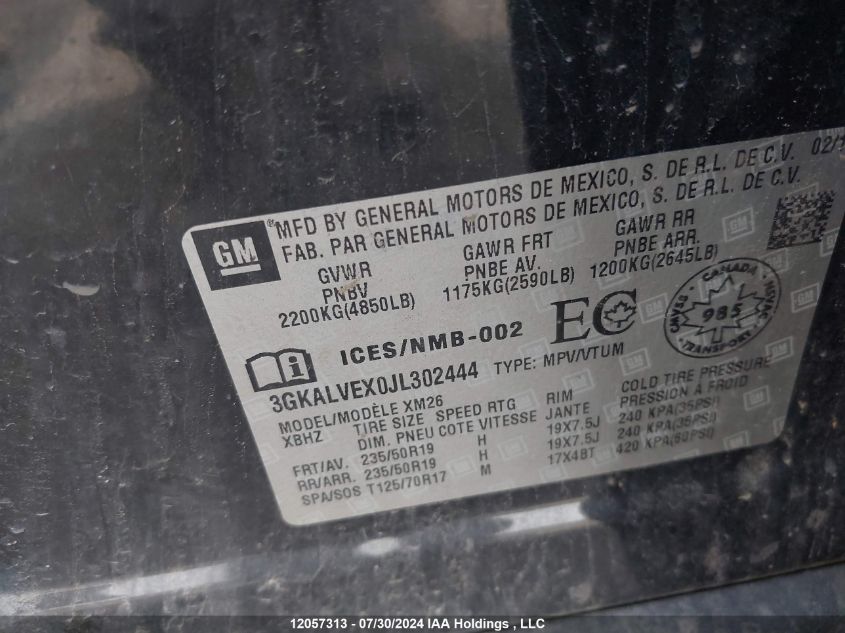 MFD BY GENERAL MOTORS DE MEXICO, S. DE R.L. DE C.V. 02/1
FAB. PAR GENERAL MOTORS DE MEXICO, S. DE R.L. DE C.V.
GM
GVWR GAWR FRT GAWR RR
PNBV PNBE AV. PNBE ARR.
2200KG(4850LB) 1175KG(2590LB) 1200KG(2645LB)
ICES/NMB-002 EC
CANADA
985
TRANSPORT
3GKALVEX0JL302444 TYPE: MPV/VTUM
MODEL/MODÈLE XM26
XBHZ TIRE SIZE SPEED RTG RIM COLD TIRE PRESSURE
DIM. PNEU COTE VITESSE JANTE PRESSION A FROID
FRT/AV. 235/50R19 H 19X7.5J 240 KPA(35PSI)
RR/ARR. 235/50R19 H 19X7.5J 240 KPA(35PSI)
SPA/SOS T125/70R17 M 17X4BT 420 KPA(60PSI)
12057313 - 07/30/2024 IAA Holdings , LLC